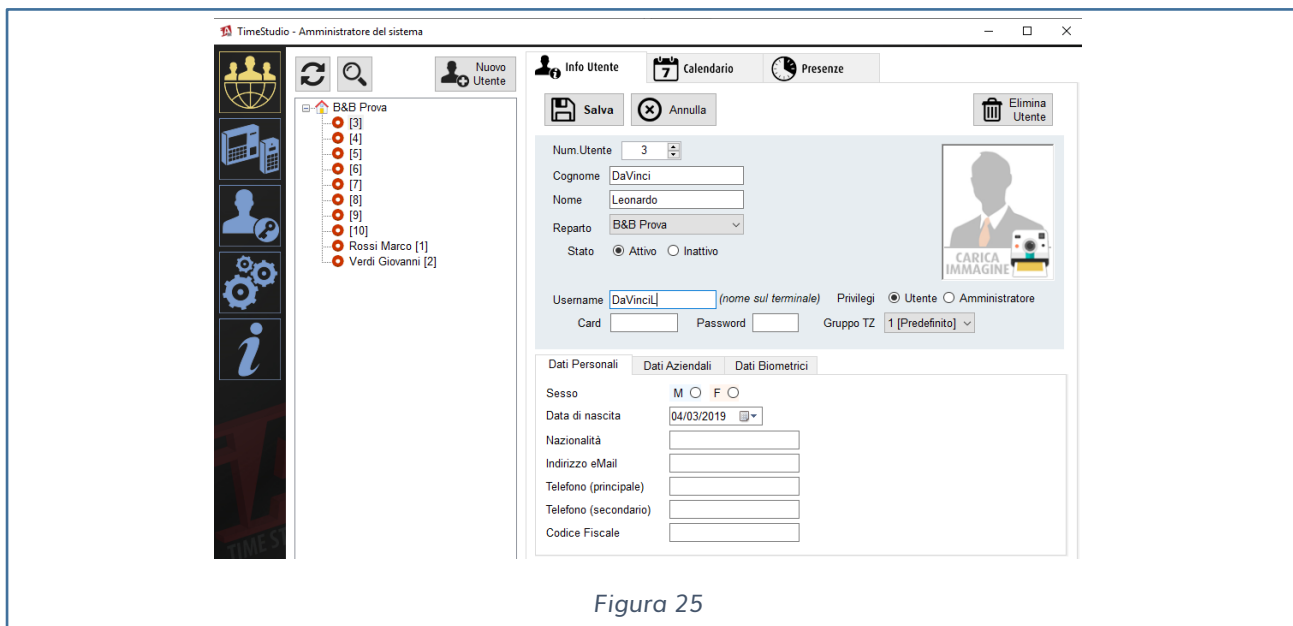 TimeStudio - Amministratore del sistema
Nuovo
Utente
B&B Prova
[3]
[4]
[5]
[6]
[7]
[8]
[9]
[10]
Rossi Marco [1]
Verdi Giovanni [2]
Info Utente
7 Calendario
Presenze
Salva
Annulla
Elimina
Utente
Num.Utente 3
Cognome DaVinci
Nome Leonardo
Reparto B&B Prova
Stato Attivo Inattivo
CARICA
IMMAGINE
Username DaVinciL (nome sul terminale) Privilegi Utente Amministratore
Card Password Gruppo TZ 1 [Predefinito]
Dati Personali Dati Aziendali Dati Biometrici
Sesso M F
Data di nascita 04/03/2019
Nazionalità
Indirizzo eMail
Telefono (principale)
Telefono (secondario)
Codice Fiscale
Figura 25